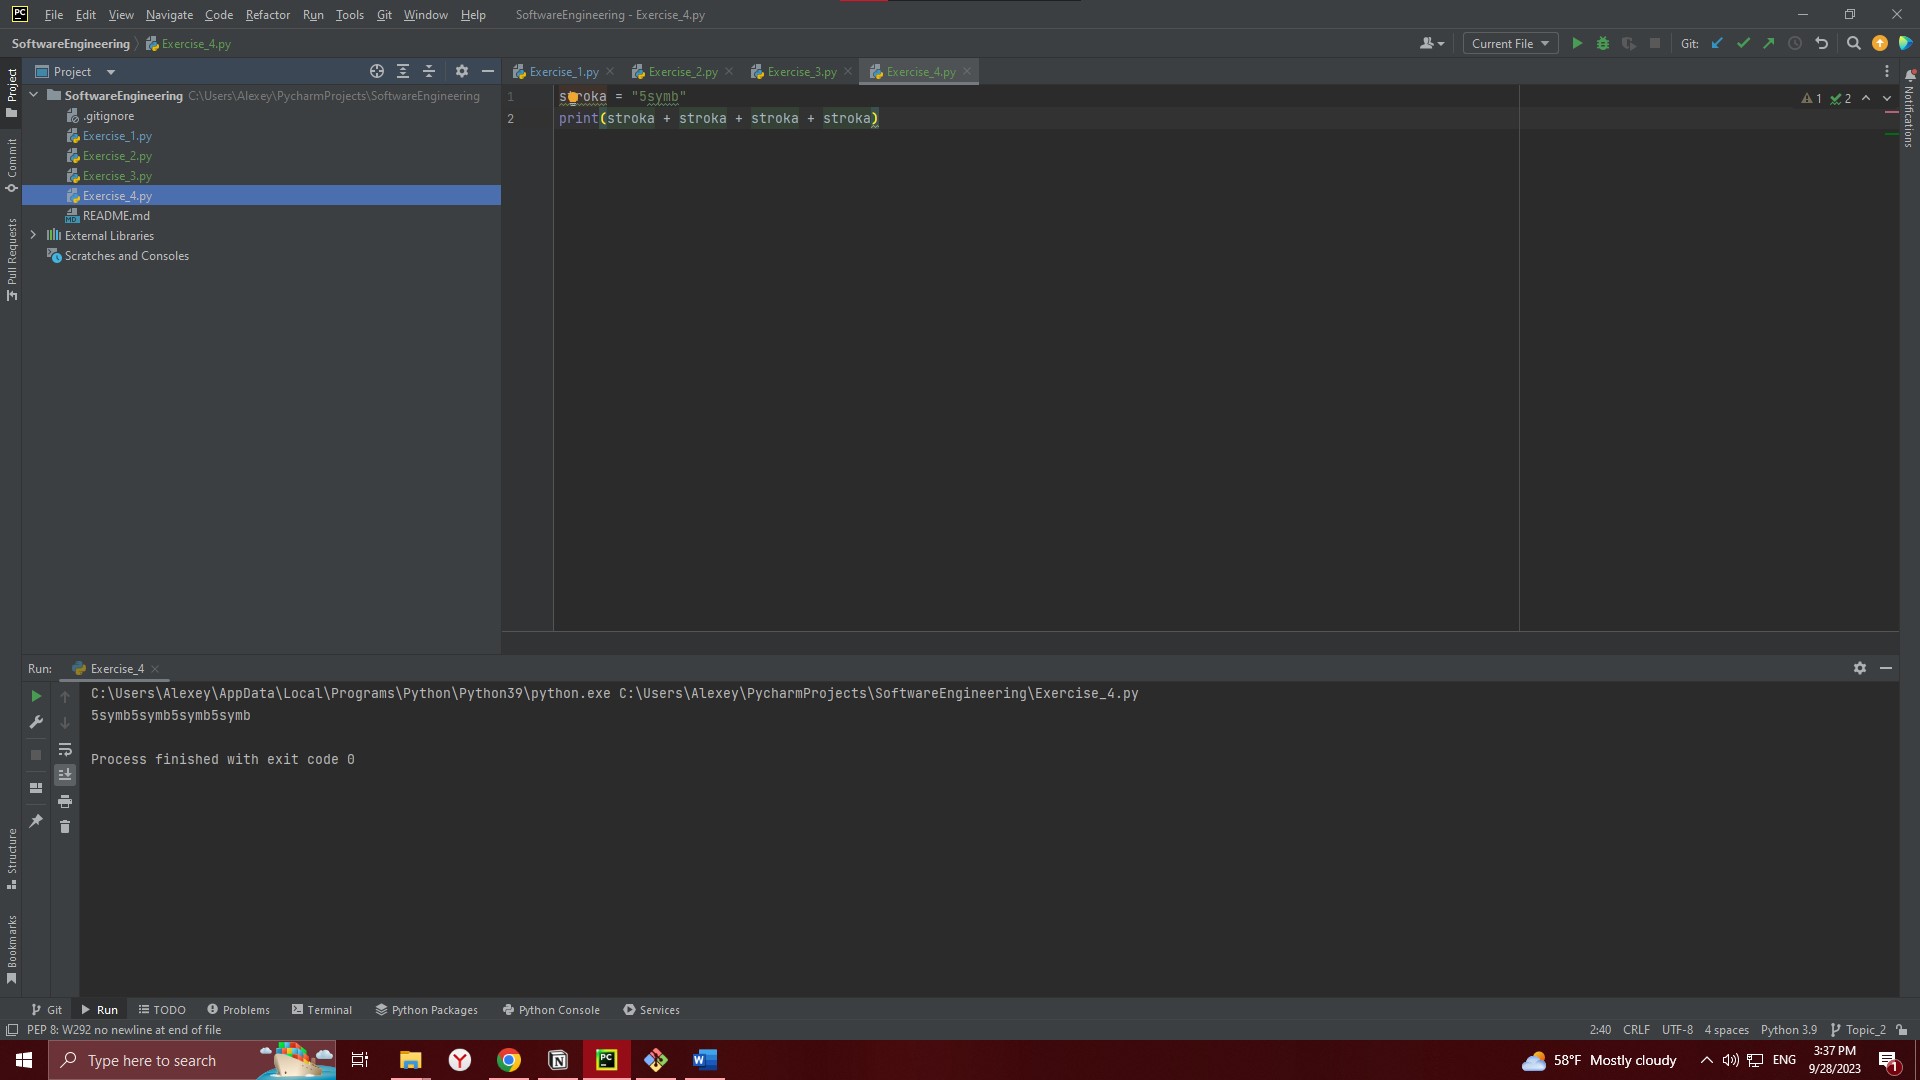 PC File Edit View Navigate Code Refactor Run Tools Git Window Help SoftwareEngineering - Exercise_4.py
SoftwareEngineering Exercise_4.py Current File Git:
Project Exercise_1.py Exercise_2.py Exercise_3.py Exercise_4.py
SoftwareEngineering C:\Users\Alexey\PycharmProjects\SoftwareEngineering
.gitignore
Exercise_1.py
Exercise_2.py
Exercise_3.py
Exercise_4.py
README.md
External Libraries
Scratches and Consoles
1 stroka = "5symb"
2 print(stroka + stroka + stroka + stroka)
1 2
Project
Commit
Pull Requests
Structure
Bookmarks
Notifications
Run: Exercise_4
C:\Users\Alexey\AppData\Local\Programs\Python\Python39\python.exe C:\Users\Alexey\PycharmProjects\SoftwareEngineering\Exercise_4.py
5symb5symb5symb5symb
Process finished with exit code 0
Git Run TODO Problems Terminal Python Packages Python Console Services
PEP 8: W292 no newline at end of file 2:40 CRLF UTF-8 4 spaces Python 3.9 Topic_2
Type here to search 58°F Mostly cloudy ENG 3:37 PM
9/28/2023 1